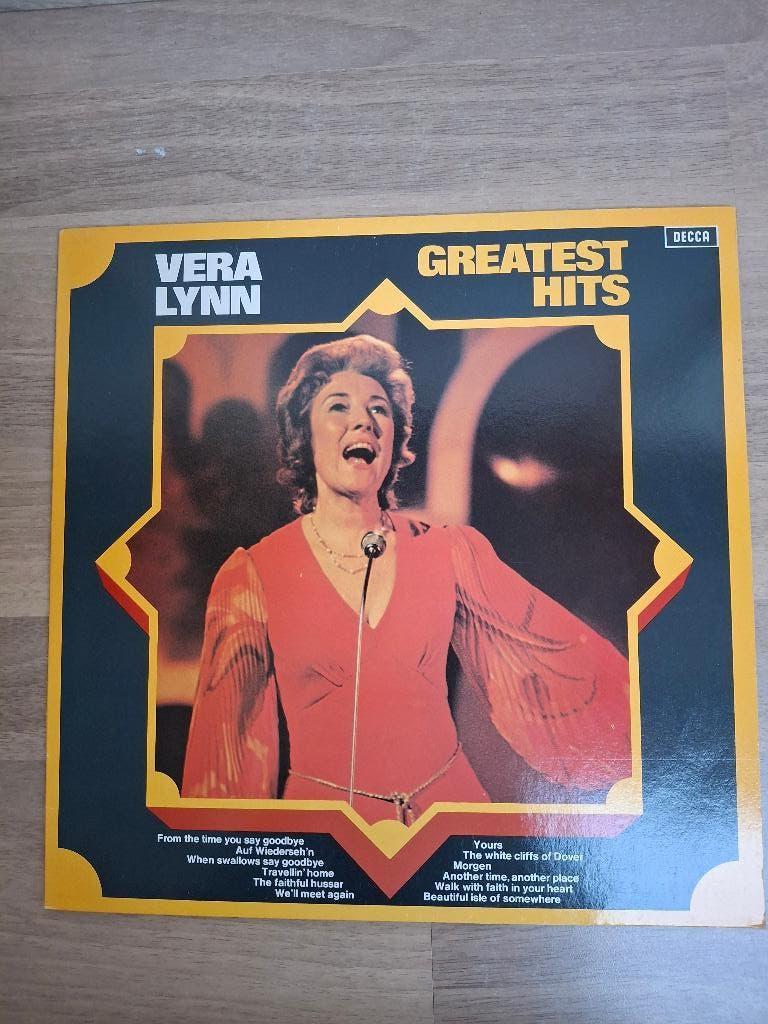 VERA
LYNN
GREATEST
HITS
DECCA
From the time you say goodbye
Auf Wiederseh'n
When swallows say goodbye
Travellin' home
The faithful hussar
We'll meet again
Yours
The white cliffs of Dover
Morgen
Another time, another place
Walk with faith in your heart
Beautiful isle of somewhere